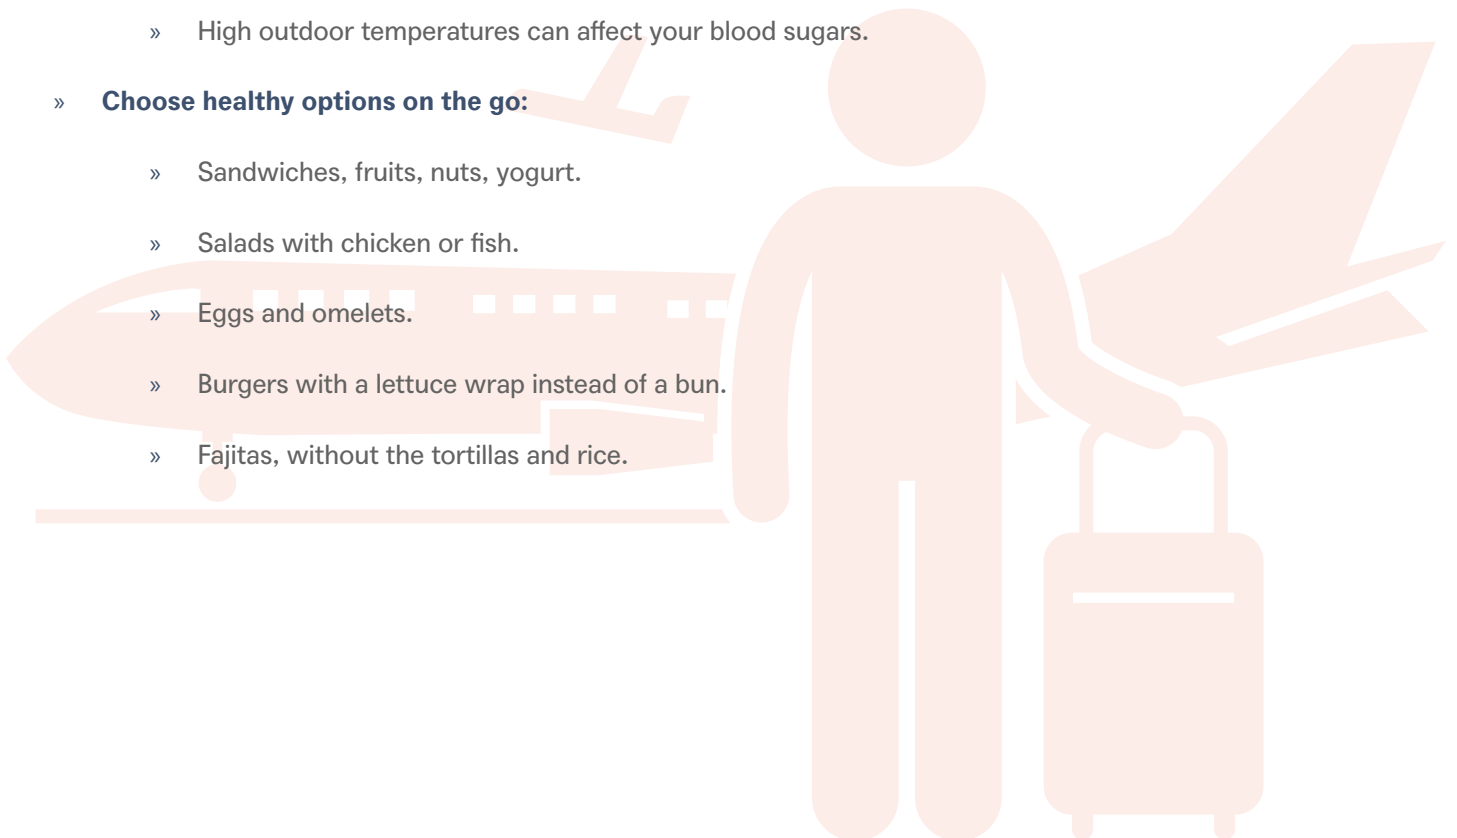 » High outdoor temperatures can affect your blood sugars.
» Choose healthy options on the go:
» Sandwiches, fruits, nuts, yogurt.
» Salads with chicken or fish.
» Eggs and omelets.
» Burgers with a lettuce wrap instead of a bun.
» Fajitas, without the tortillas and rice.